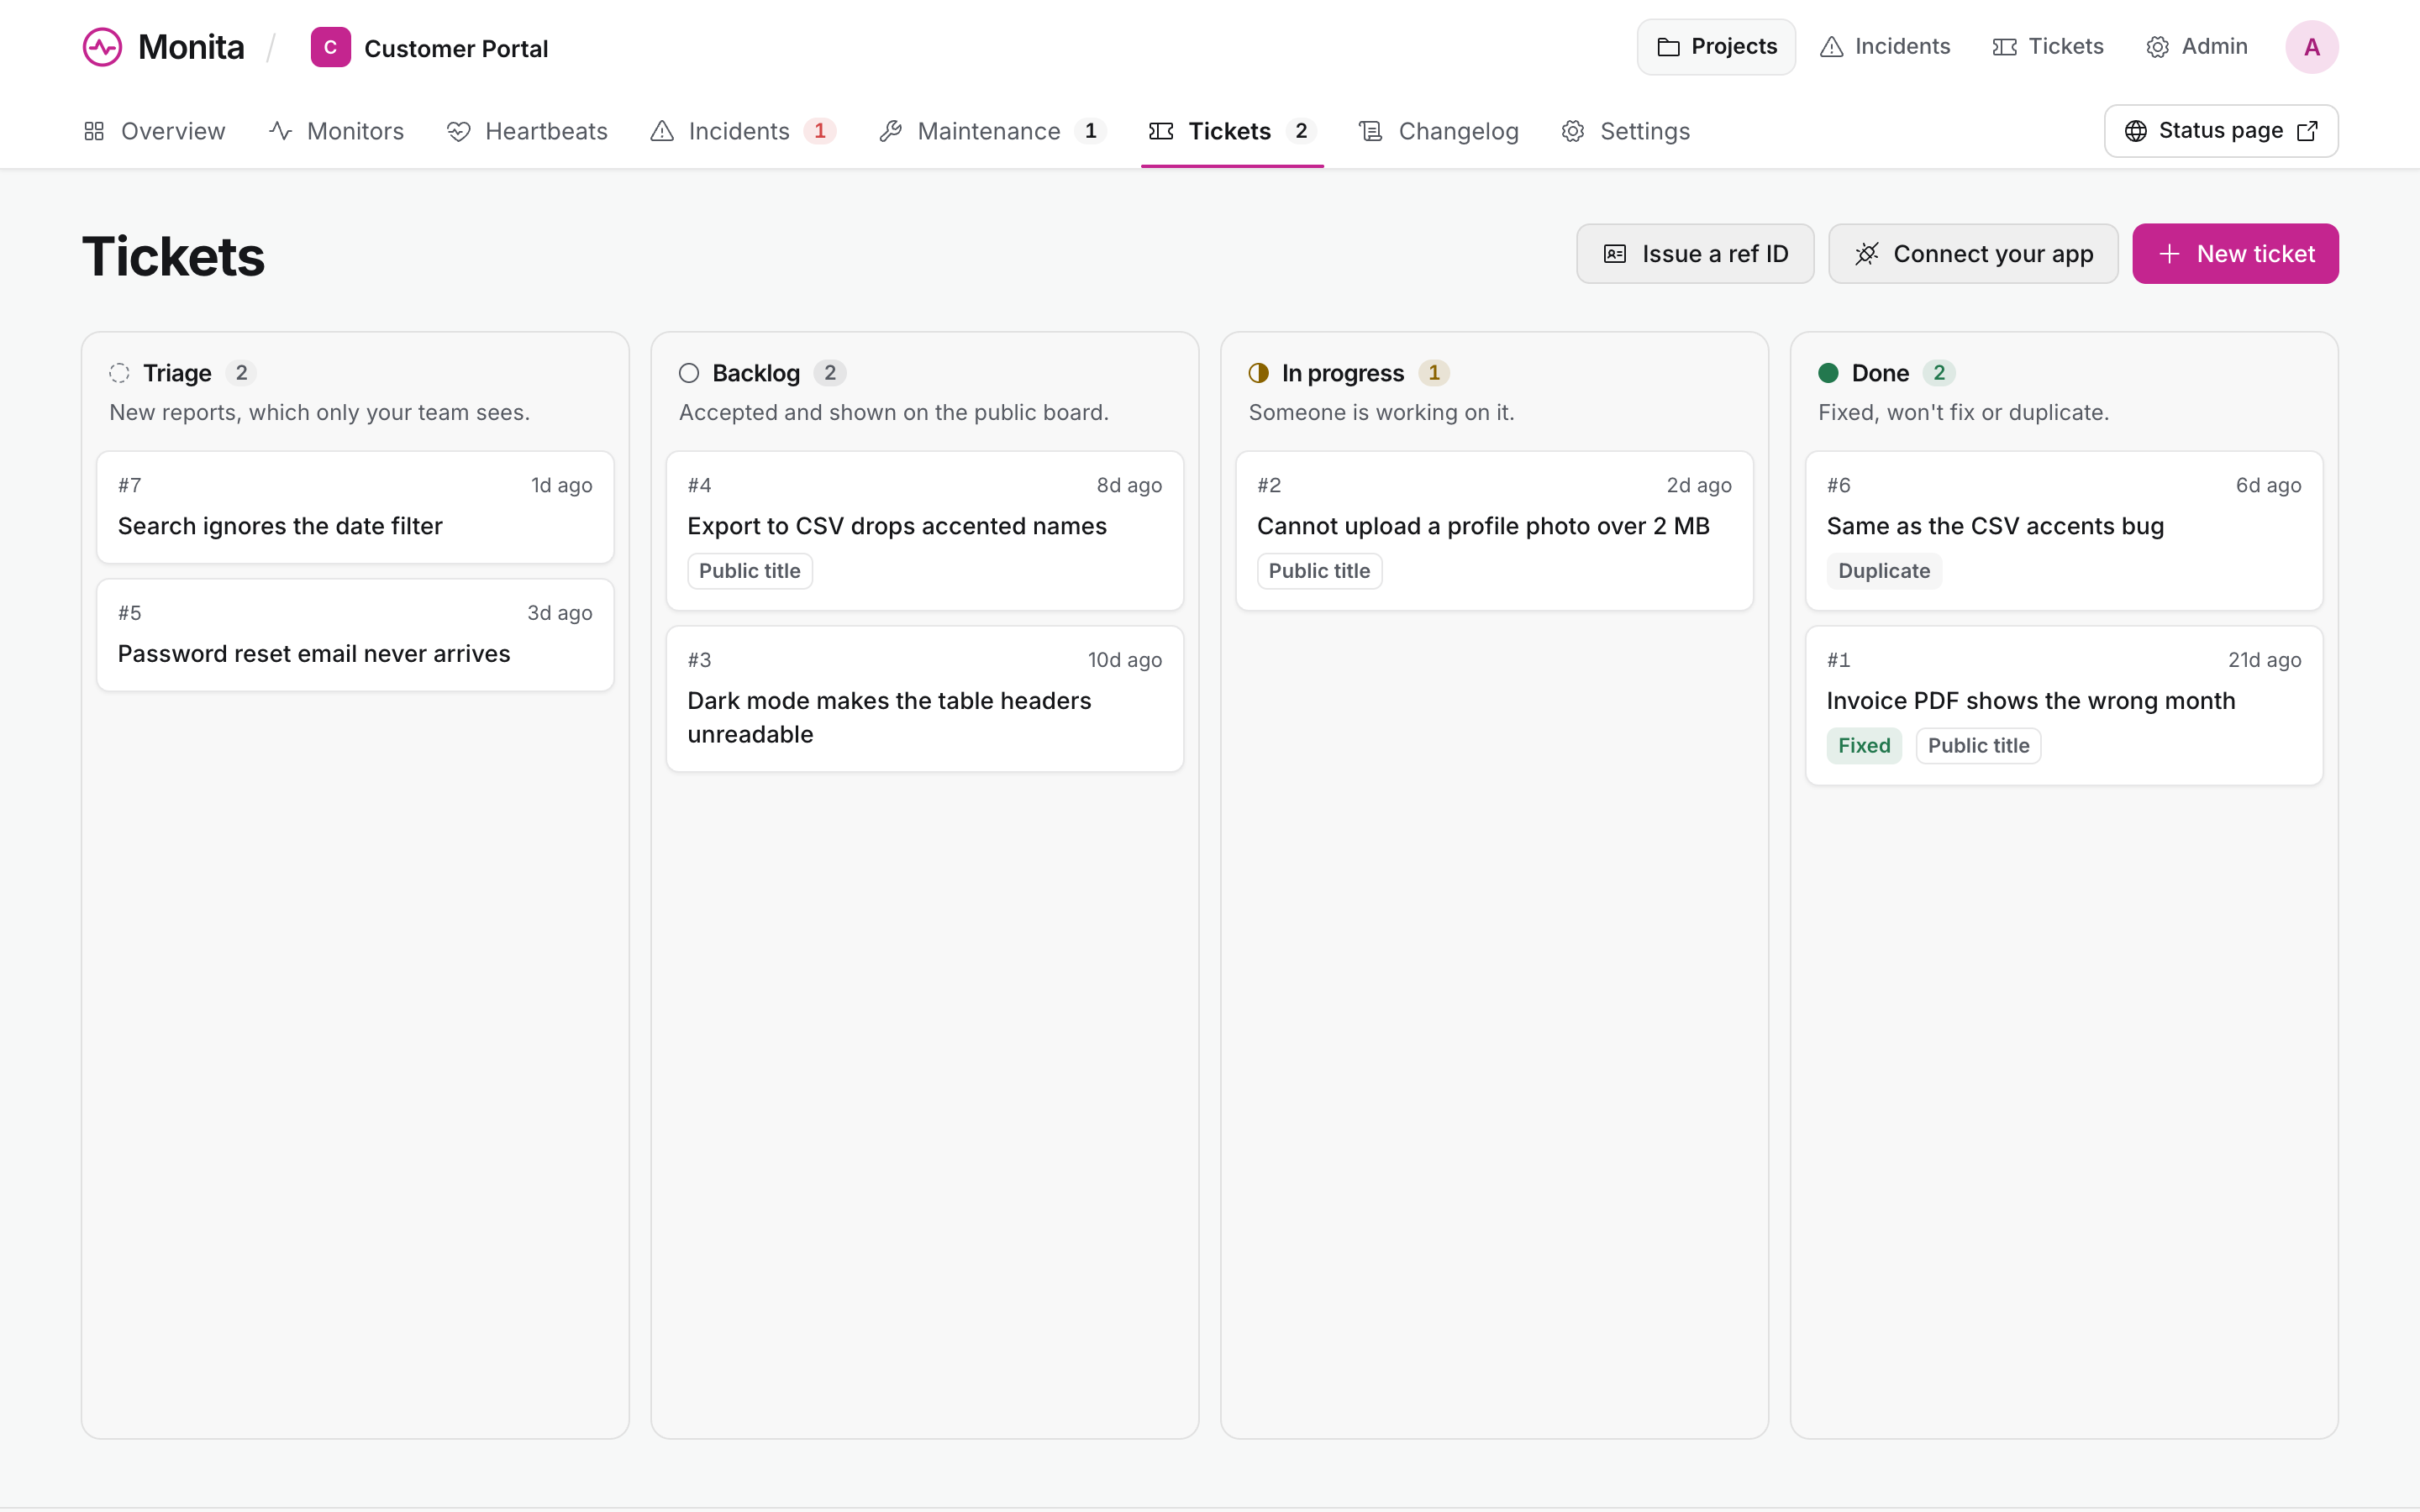 Monita / C Customer Portal
Projects Incidents Tickets Admin A
Overview Monitors Heartbeats Incidents 1 Maintenance 1 Tickets 2 Changelog Settings Status page
Tickets
Issue a ref ID Connect your app New ticket
Triage 2
New reports, which only your team sees.
#7 1d ago
Search ignores the date filter
#5 3d ago
Password reset email never arrives
Backlog 2
Accepted and shown on the public board.
#4 8d ago
Export to CSV drops accented names
Public title
#3 10d ago
Dark mode makes the table headers
unreadable
In progress 1
Someone is working on it.
#2 2d ago
Cannot upload a profile photo over 2 MB
Public title
Done 2
Fixed, won't fix or duplicate.
#6 6d ago
Same as the CSV accents bug
Duplicate
#1 21d ago
Invoice PDF shows the wrong month
Fixed Public title